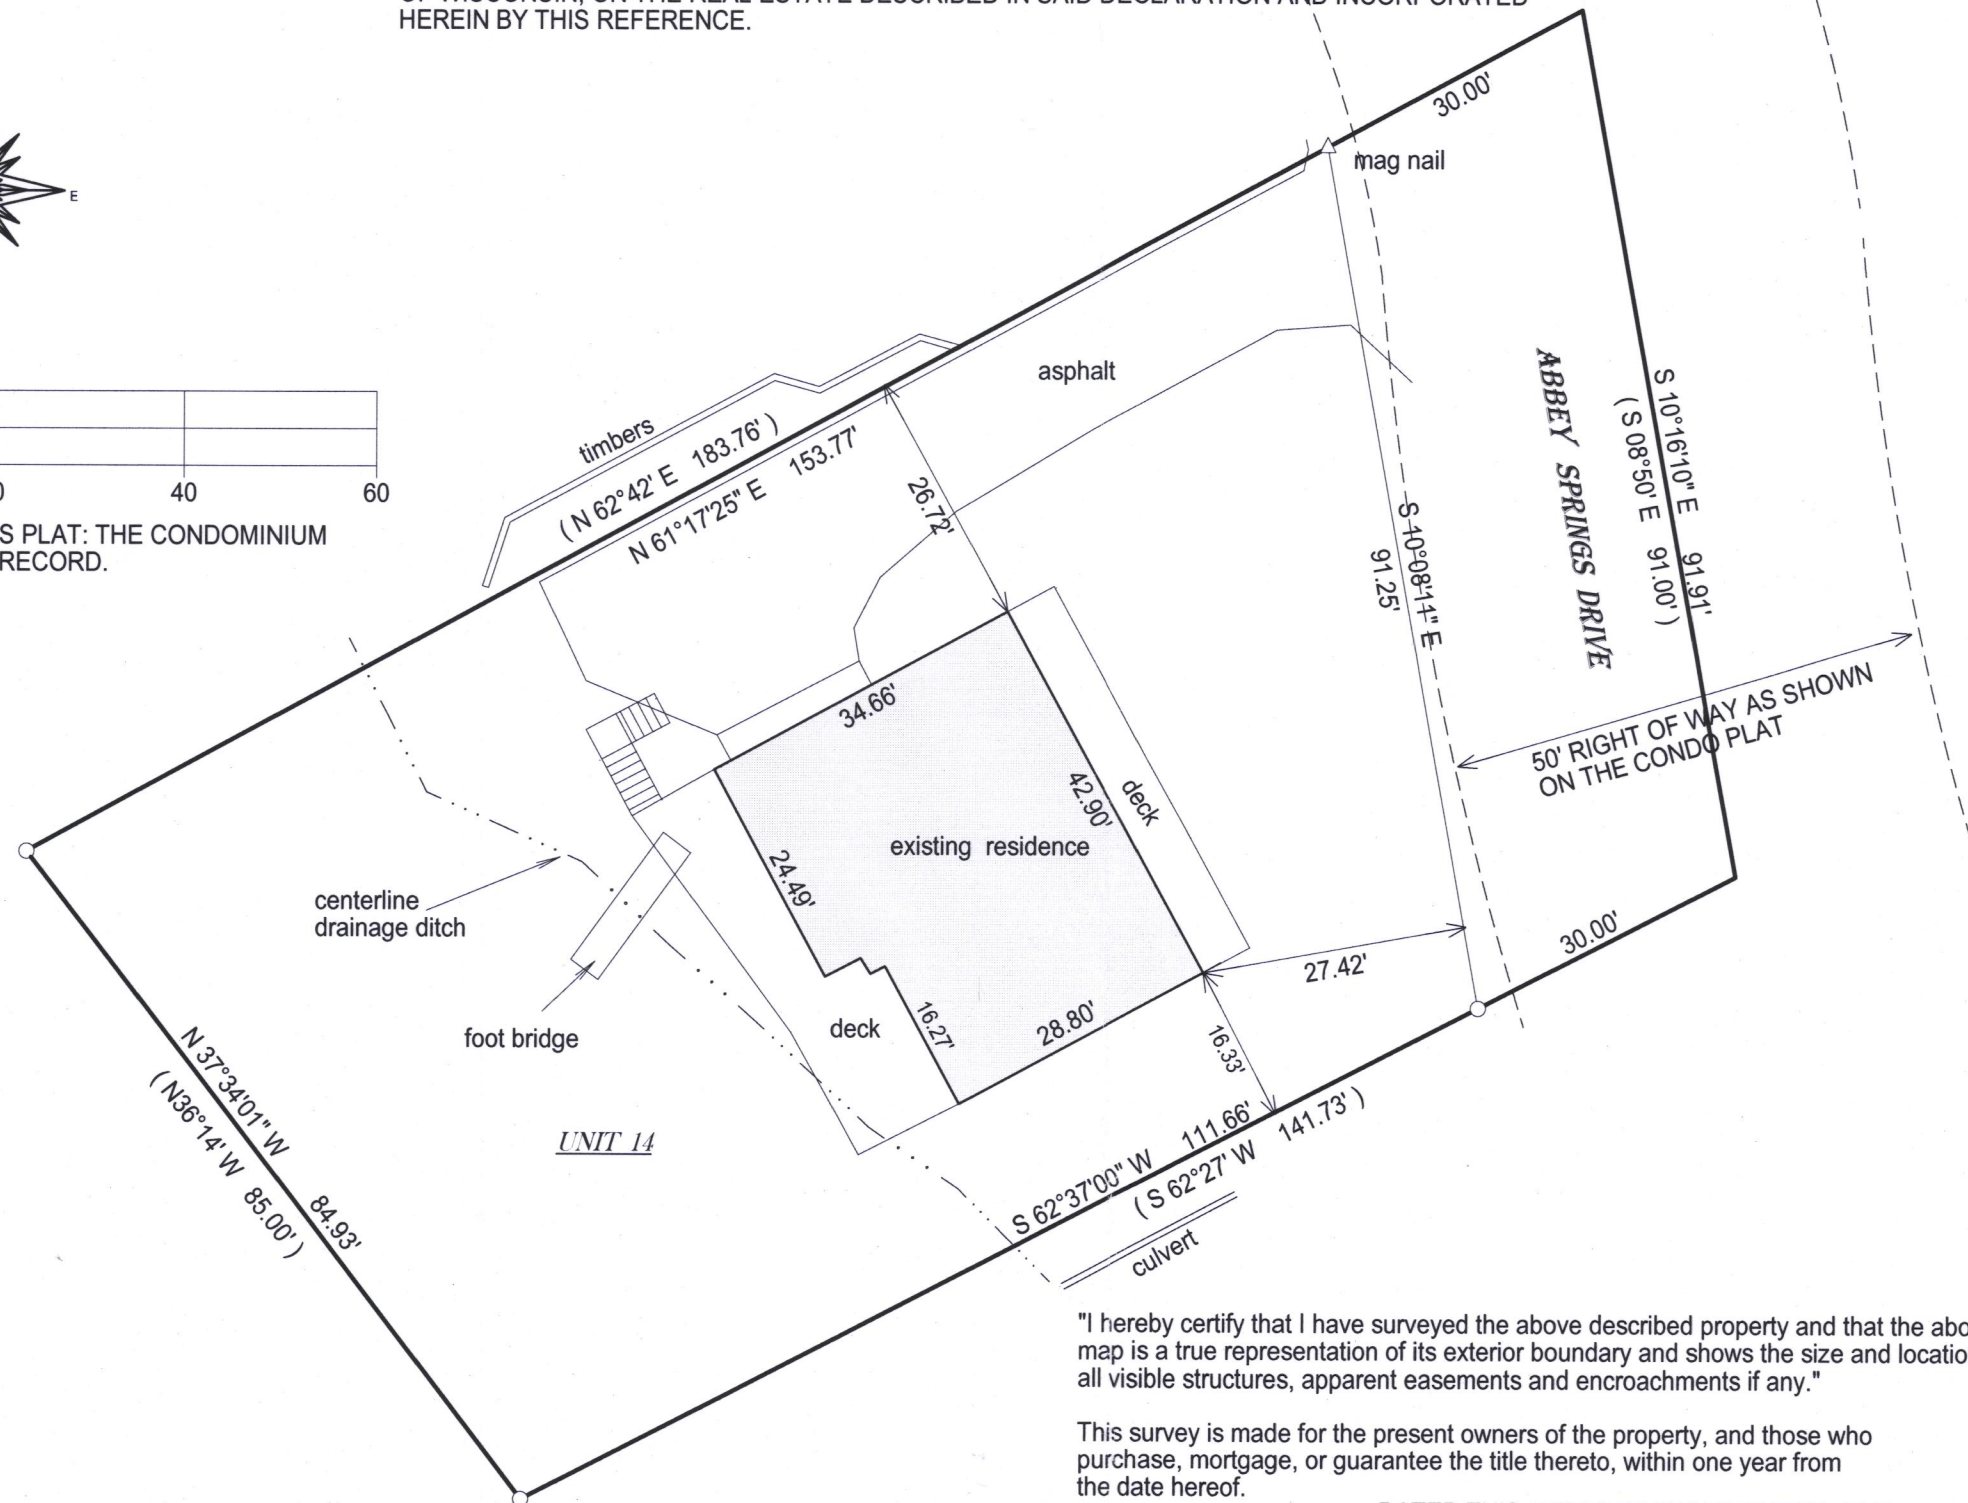 HEREIN BY THIS REFERENCE.
30.00'
mag nail
E
asphalt
timbers
( N 62°42' E 183.76' )
N 61°17'25" E 153.77'
26.72'
40
60
S PLAT: THE CONDOMINIUM
RECORD.
ABBEY SPRINGS DRIVE
S 10°16'10" E 91.91'
( S 08°50' E 91.00' )
S 10°08'11" E
91.25'
50' RIGHT OF WAY AS SHOWN
ON THE CONDO PLAT
34.66'
42.90'
deck
existing residence
24.49'
centerline
drainage ditch
foot bridge
deck
16.27'
28.80'
27.42'
30.00'
16.33'
N 37°34'01" W 84.93'
( N36°14' W 85.00' )
UNIT 14
S 62°37'00" W 111.66'
( S 62°27' W 141.73' )
culvert
"I hereby certify that I have surveyed the above described property and that the abo
map is a true representation of its exterior boundary and shows the size and locatio
all visible structures, apparent easements and encroachments if any."
This survey is made for the present owners of the property, and those who
purchase, mortgage, or guarantee the title thereto, within one year from
the date hereof.